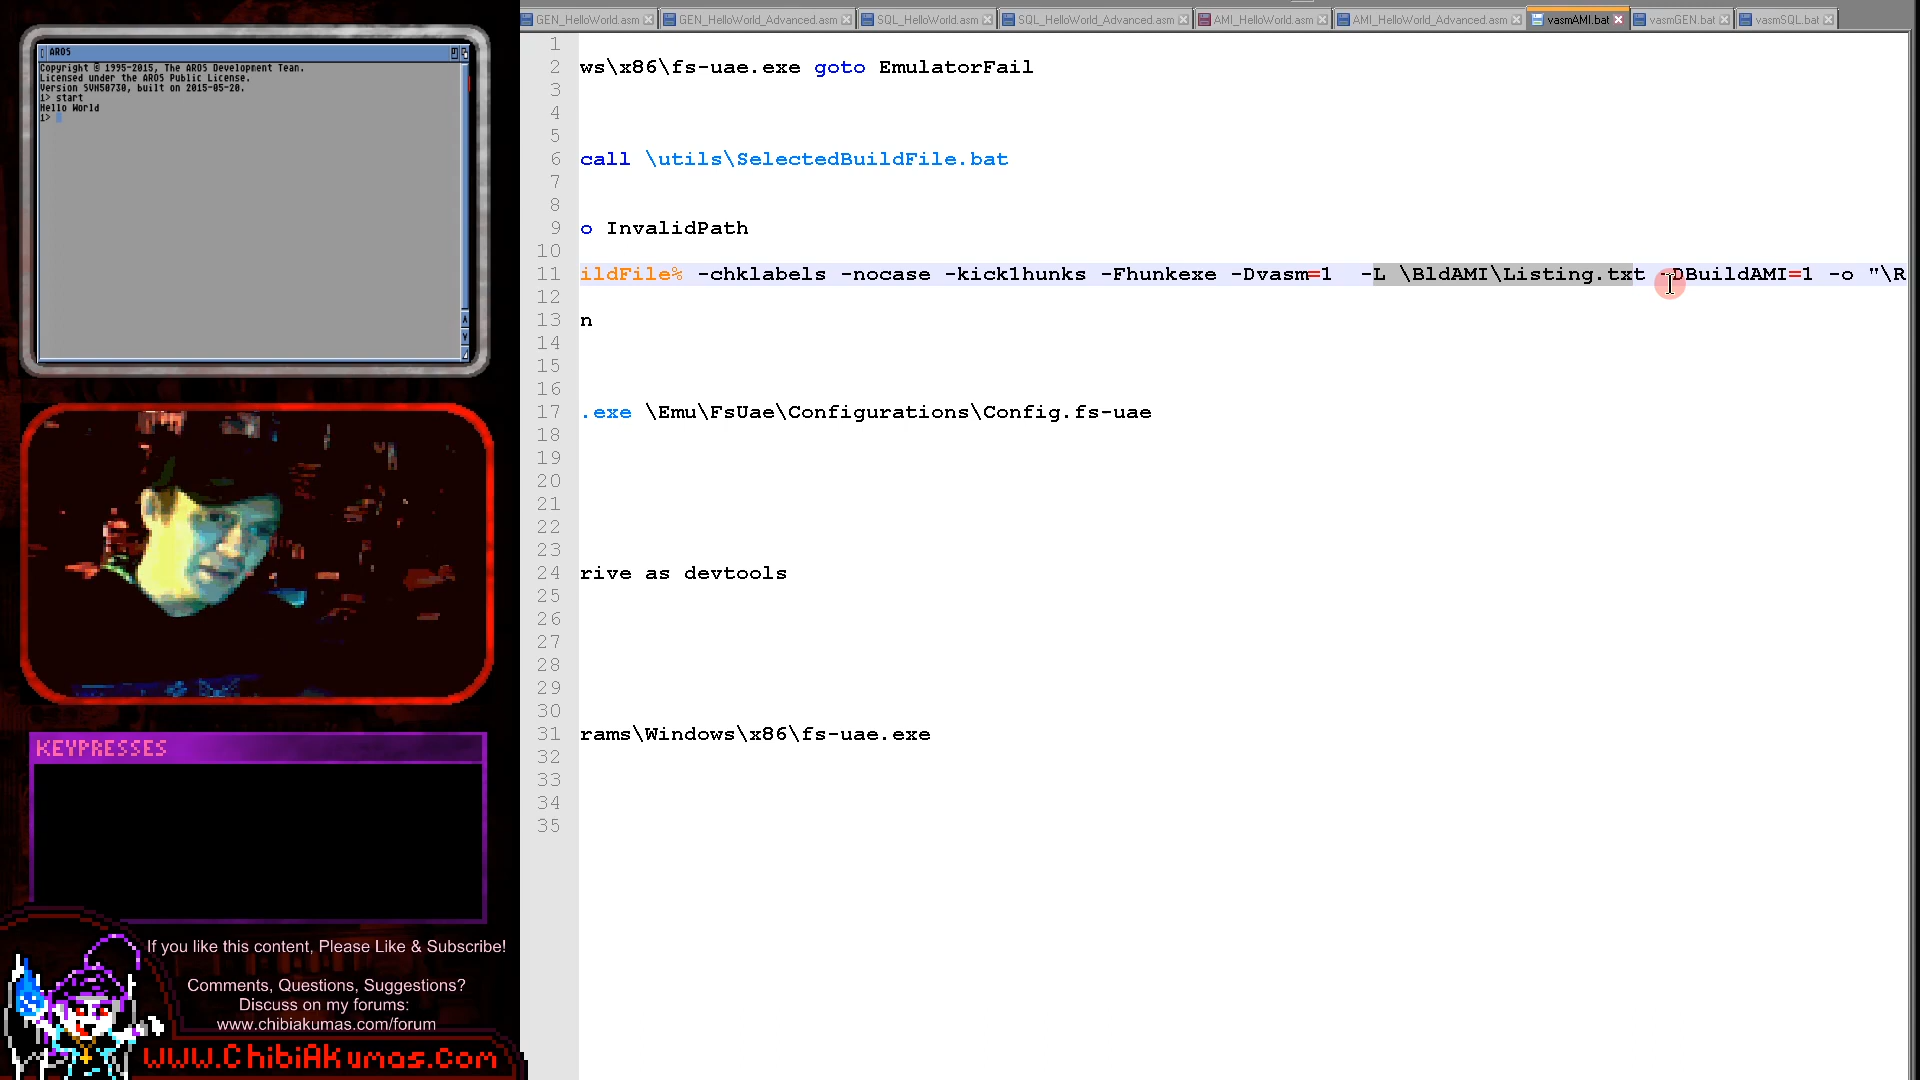 AROS
Copyright © 1995-2015, The AROS Development Team.
Licensed under the AROS Public License.
Version SVN50730, built on 2015-05-20.
1> start
Hello World
1>
KEYPRESSES
If you like this content, Please Like & Subscribe!
Comments, Questions, Suggestions?
Discuss on my forums:
www.chibiakumas.com/forum
WWW.ChibiAkumas.com
GEN_HelloWorld.asm GEN_HelloWorld_Advanced.asm SQL_HelloWorld.asm SQL_HelloWorld_Advanced.asm AMI_HelloWorld.asm AMI_HelloWorld_Advanced.asm vasmAMI.bat vasmGEN.bat vasmSQL.bat
1
2 ws\x86\fs-uae.exe goto EmulatorFail
3
4
5
6 call \utils\SelectedBuildFile.bat
7
8
9 o InvalidPath
10
11 ildFile% -chklabels -nocase -kick1hunks -Fhunkexe -Dvasm=1  -L \BldAMI\Listing.txt -DBuildAMI=1 -o "\R
12
13 n
14
15
16
17 .exe \Emu\FsUae\Configurations\Config.fs-uae
18
19
20
21
22
23
24 rive as devtools
25
26
27
28
29
30
31 rams\Windows\x86\fs-uae.exe
32
33
34
35